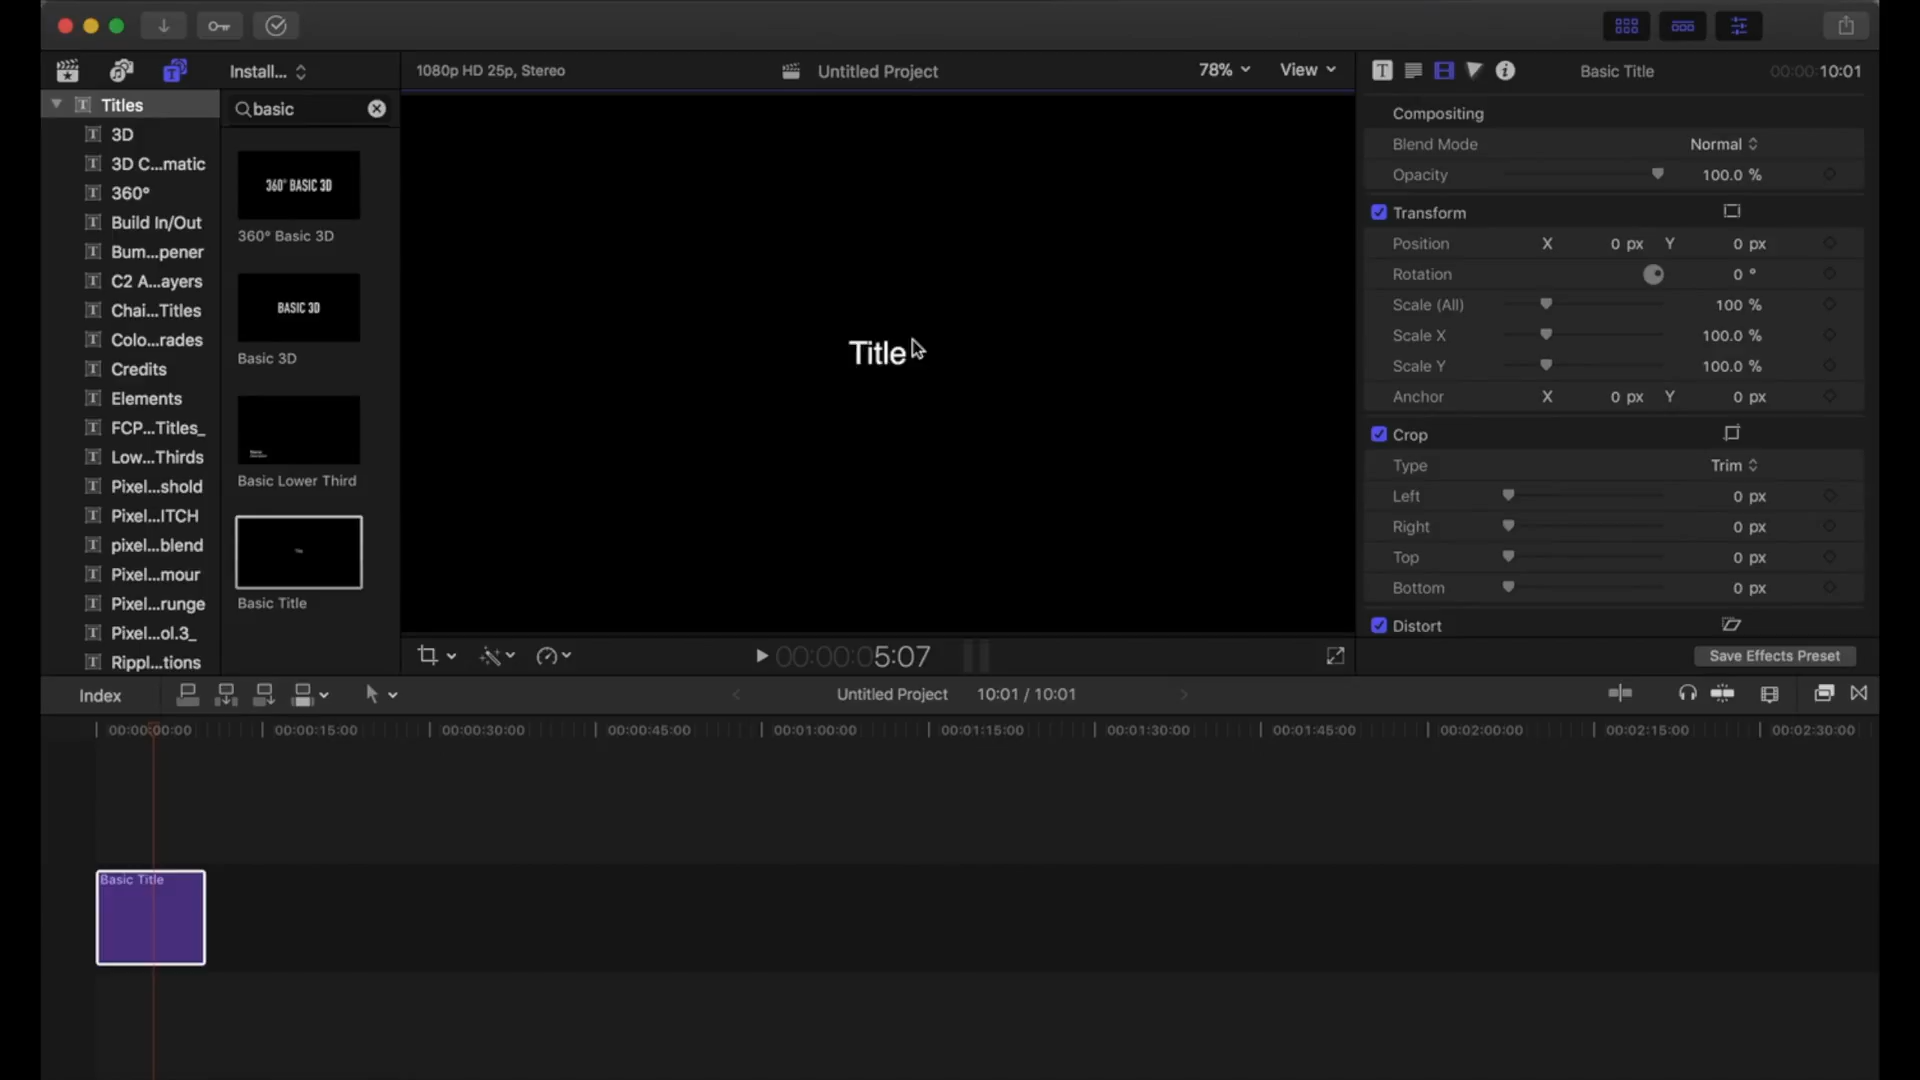 Install...
1080p HD 25p, Stereo
Untitled Project
78%
View
Basic Title
00:00:10:01
Titles
3D
3D C...matic
360°
Build In/Out
Bum...pener
C2 A...ayers
Chai...Titles
Colo...rades
Credits
Elements
FCP...Titles_
Low...Thirds
Pixel...shold
Pixel...ITCH
pixel...blend
Pixel...mour
Pixel...runge
Pixel...ol.3_
Rippl...tions
basic
360° BASIC 3D
360° Basic 3D
BASIC 3D
Basic 3D
Basic Lower Third
Basic Title
Title
Compositing
Blend Mode Normal
Opacity 100.0 %
Transform
Position X 0 px Y 0 px
Rotation 0 °
Scale (All) 100 %
Scale X 100.0 %
Scale Y 100.0 %
Anchor X 0 px Y 0 px
Crop
Type Trim
Left 0 px
Right 0 px
Top 0 px
Bottom 0 px
Distort
00:00:05:07
Save Effects Preset
Index
Untitled Project 10:01 / 10:01
00:00:00:00 00:00:15:00 00:00:30:00 00:00:45:00 00:01:00:00 00:01:15:00 00:01:30:00 00:01:45:00 00:02:00:00 00:02:15:00 00:02:30:00
Basic Title